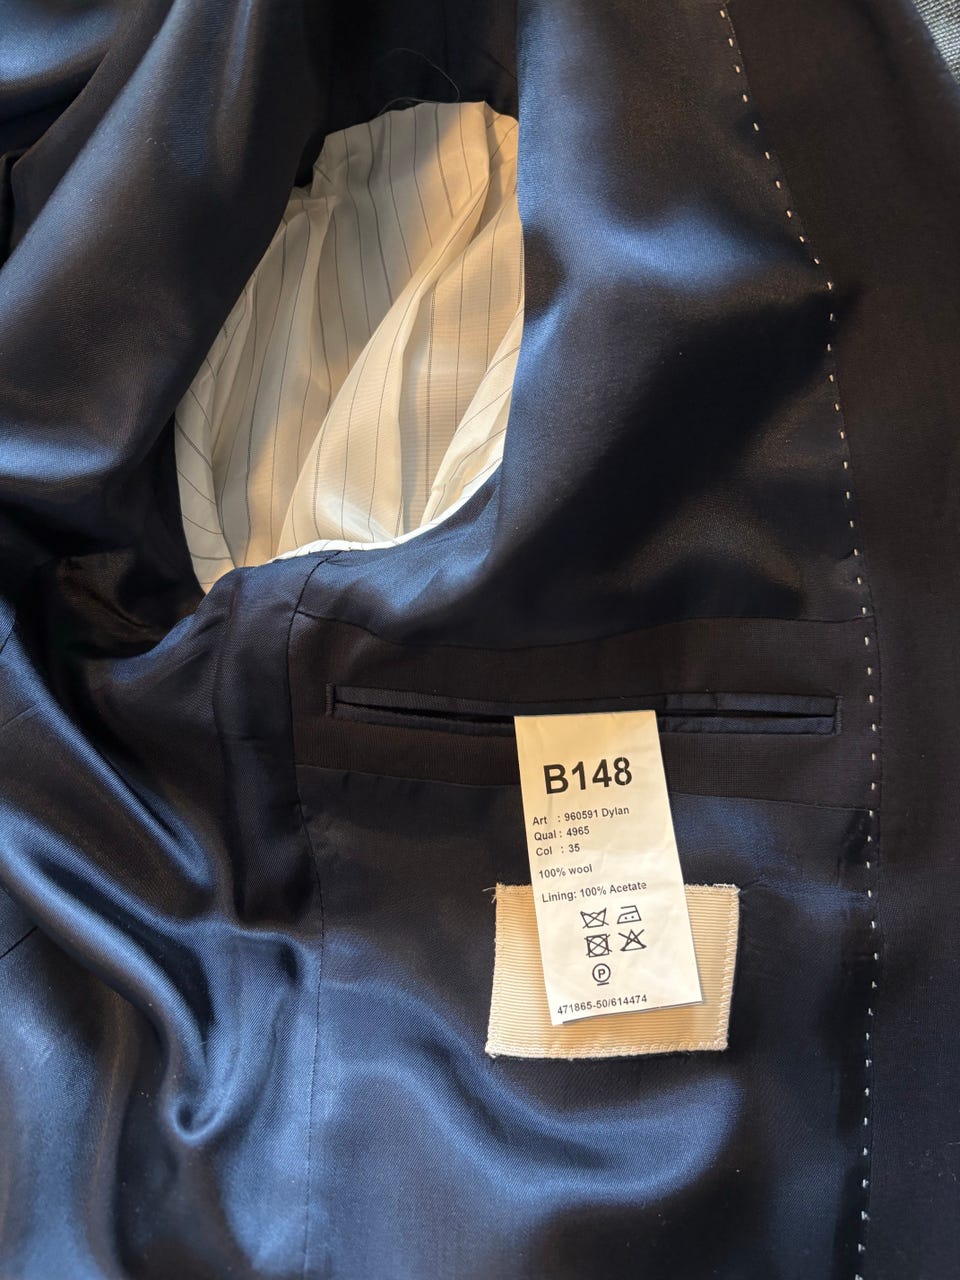 B148
Art : 960591 Dylan
Qual : 4965
Col : 35
100% wool
Lining: 100% Acetate
P
471865-50/614474